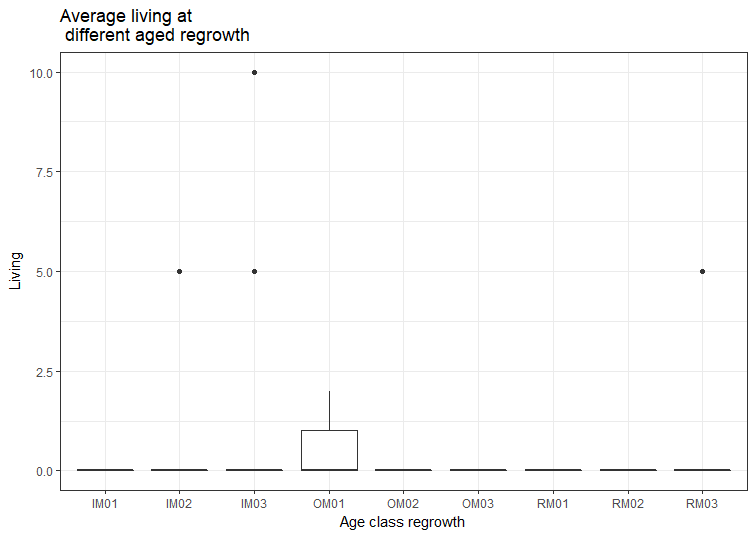 Average living at
different aged regrowth
10.0
7.5
5.0
2.5
0.0
Living
IM01 IM02 IM03 OM01 OM02 OM03 RM01 RM02 RM03
Age class regrowth